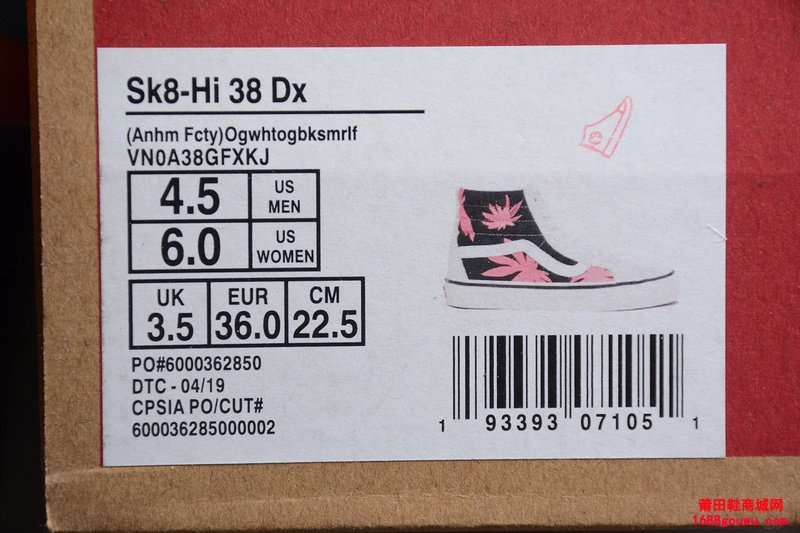 Sk8-Hi 38 Dx
(Anhm Fcty)Ogwhtogbksmrlf
VN0A38GFXKJ
4.5 US MEN
6.0 US WOMEN
UK EUR CM
3.5 36.0 22.5
PO#6000362850
DTC - 04/19
CPSIA PO/CUT#
600036285000002
1 93393 07105 1
莆田鞋商城网
1688gouwu.com